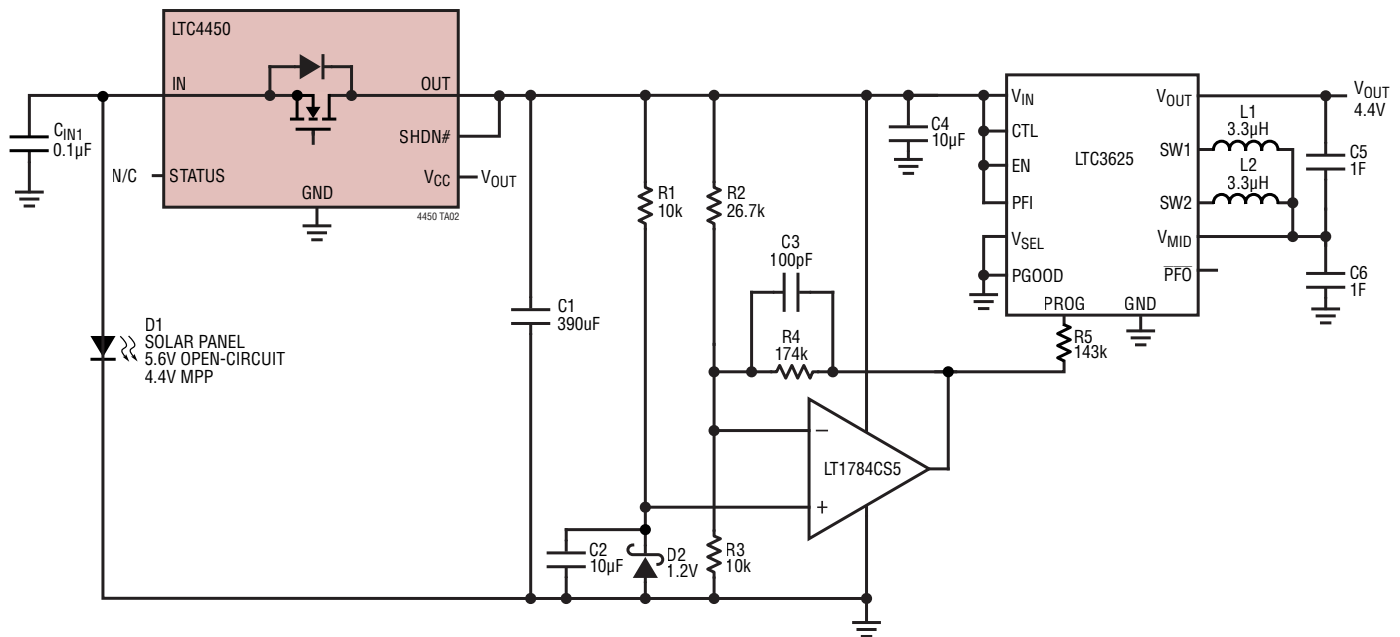 LTC4450
IN
OUT
SHDN#
STATUS
N/C
VCC
VOUT
GND
4450 TA02
CIN1
0.1µF
D1
SOLAR PANEL
5.6V OPEN-CIRCUIT
4.4V MPP
C1
390uF
R1
10k
R2
26.7k
C3
100pF
R4
174k
C2
10µF
D2
1.2V
R3
10k
−
LT1784CS5
+
C4
10µF
VIN
CTL
EN
PFI
VSEL
PGOOD
PROG
GND
LTC3625
VOUT
SW1
SW2
VMID
PFO
R5
143k
L1
3.3µH
L2
3.3µH
VOUT
4.4V
C5
1F
C6
1F